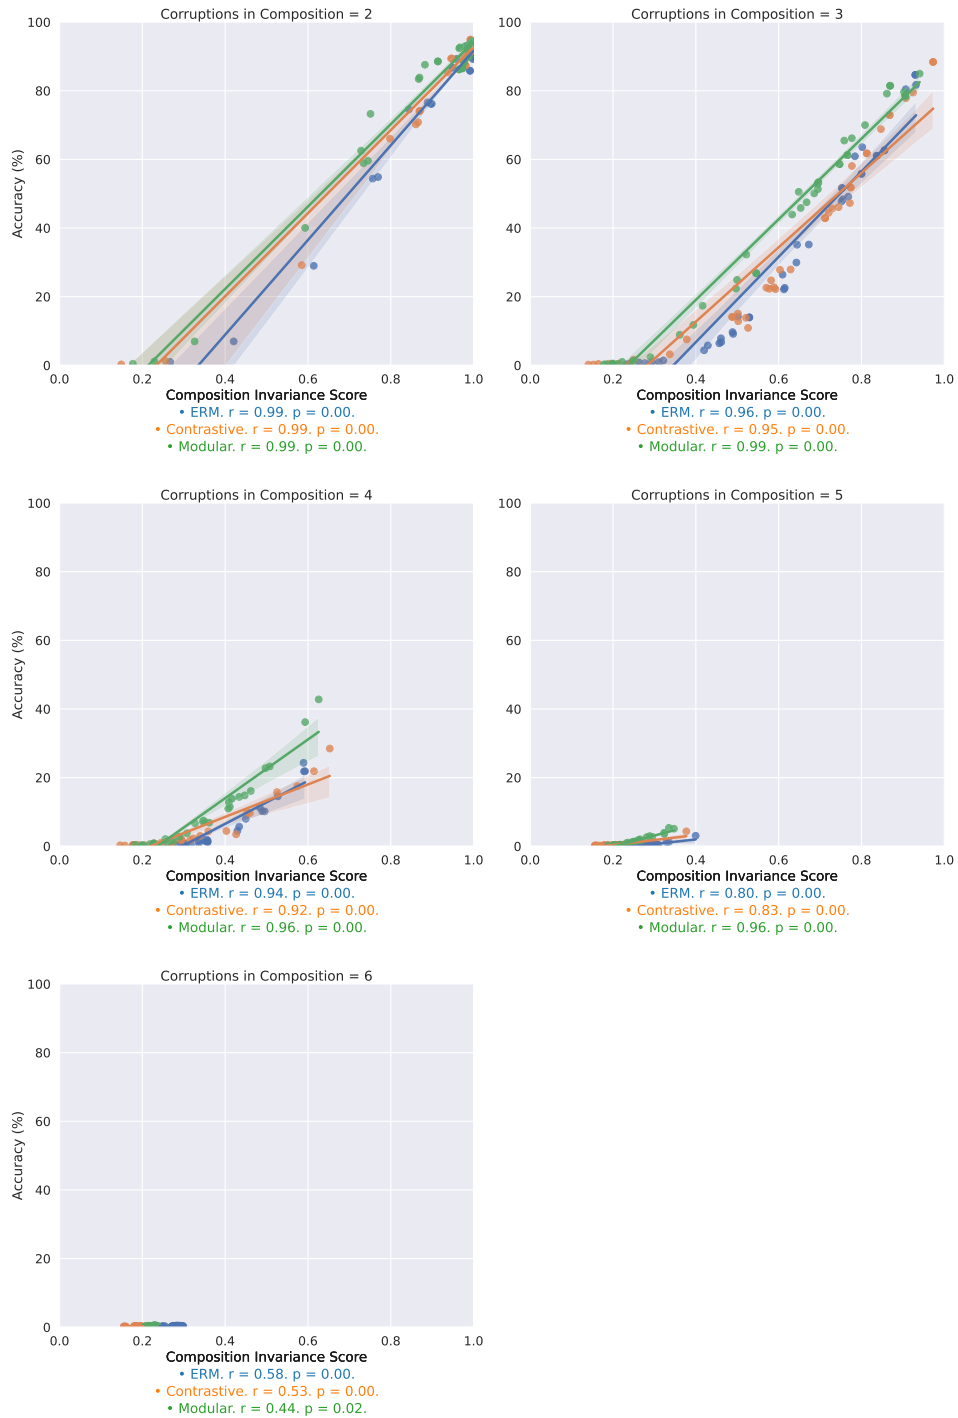 Corruptions in Composition = 2
100
80
60
40
20
0
Accuracy (%)
0.0 0.2 0.4 0.6 0.8 1.0
Composition Invariance Score
• ERM. r = 0.99. p = 0.00.
• Contrastive. r = 0.99. p = 0.00.
• Modular. r = 0.99. p = 0.00.
Corruptions in Composition = 3
100
80
60
40
20
0
0.0 0.2 0.4 0.6 0.8 1.0
Composition Invariance Score
• ERM. r = 0.96. p = 0.00.
• Contrastive. r = 0.95. p = 0.00.
• Modular. r = 0.99. p = 0.00.
Corruptions in Composition = 4
100
80
60
40
20
0
Accuracy (%)
0.0 0.2 0.4 0.6 0.8 1.0
Composition Invariance Score
• ERM. r = 0.94. p = 0.00.
• Contrastive. r = 0.92. p = 0.00.
• Modular. r = 0.96. p = 0.00.
Corruptions in Composition = 5
100
80
60
40
20
0
0.0 0.2 0.4 0.6 0.8 1.0
Composition Invariance Score
• ERM. r = 0.80. p = 0.00.
• Contrastive. r = 0.83. p = 0.00.
• Modular. r = 0.96. p = 0.00.
Corruptions in Composition = 6
100
80
60
40
20
0
Accuracy (%)
0.0 0.2 0.4 0.6 0.8 1.0
Composition Invariance Score
• ERM. r = 0.58. p = 0.00.
• Contrastive. r = 0.53. p = 0.00.
• Modular. r = 0.44. p = 0.02.